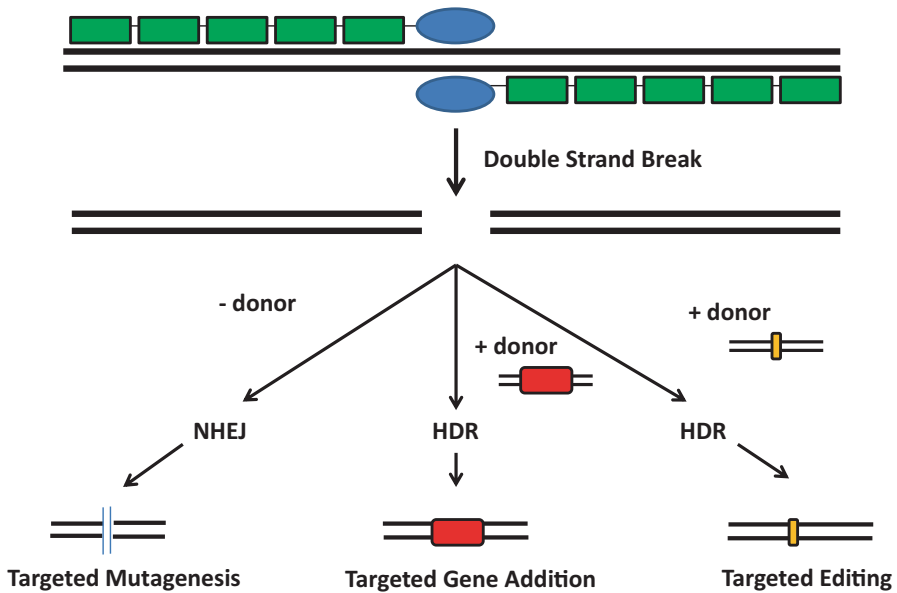 Double Strand Break
- donor
+ donor
+ donor
NHEJ
HDR
HDR
Targeted Mutagenesis
Targeted Gene Addition
Targeted Editing